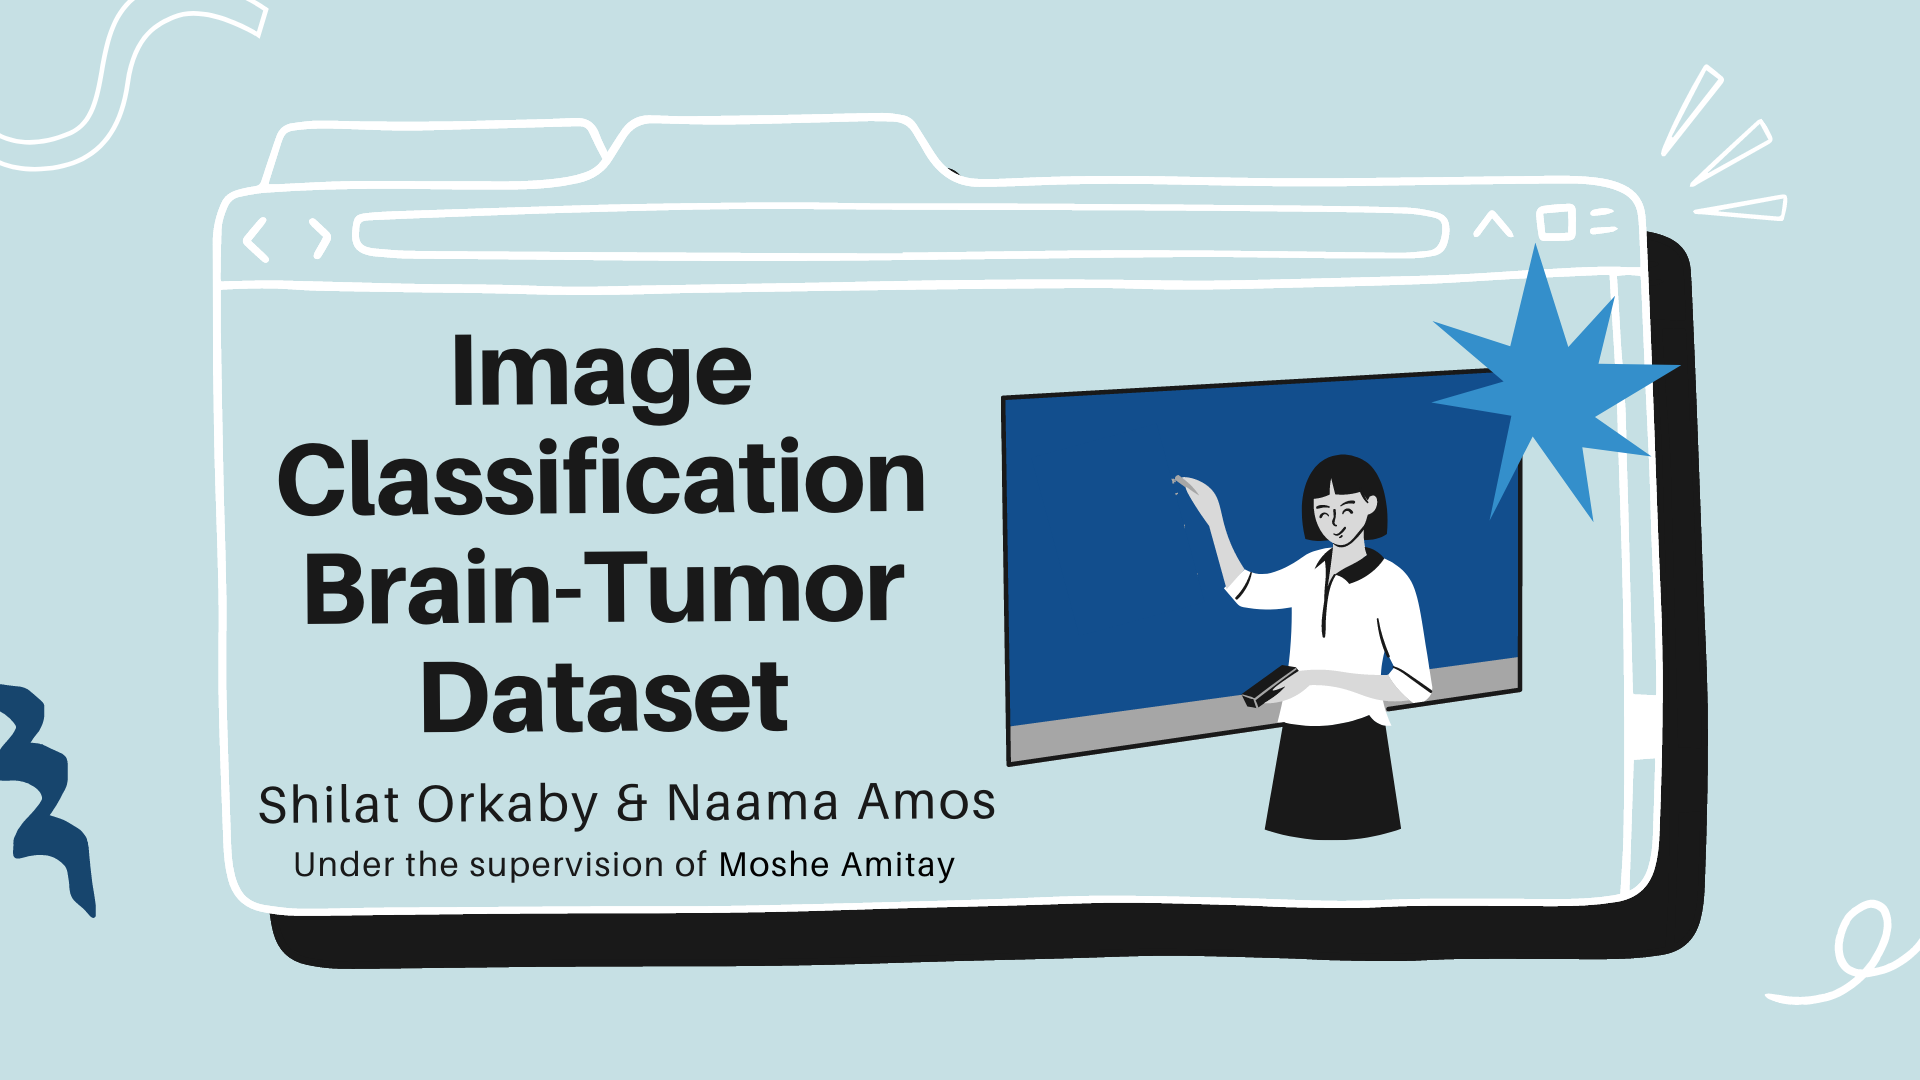 Image
Classification
Brain-Tumor
Dataset
Shilat Orkaby & Naama Amos
Under the supervision of Moshe Amitay